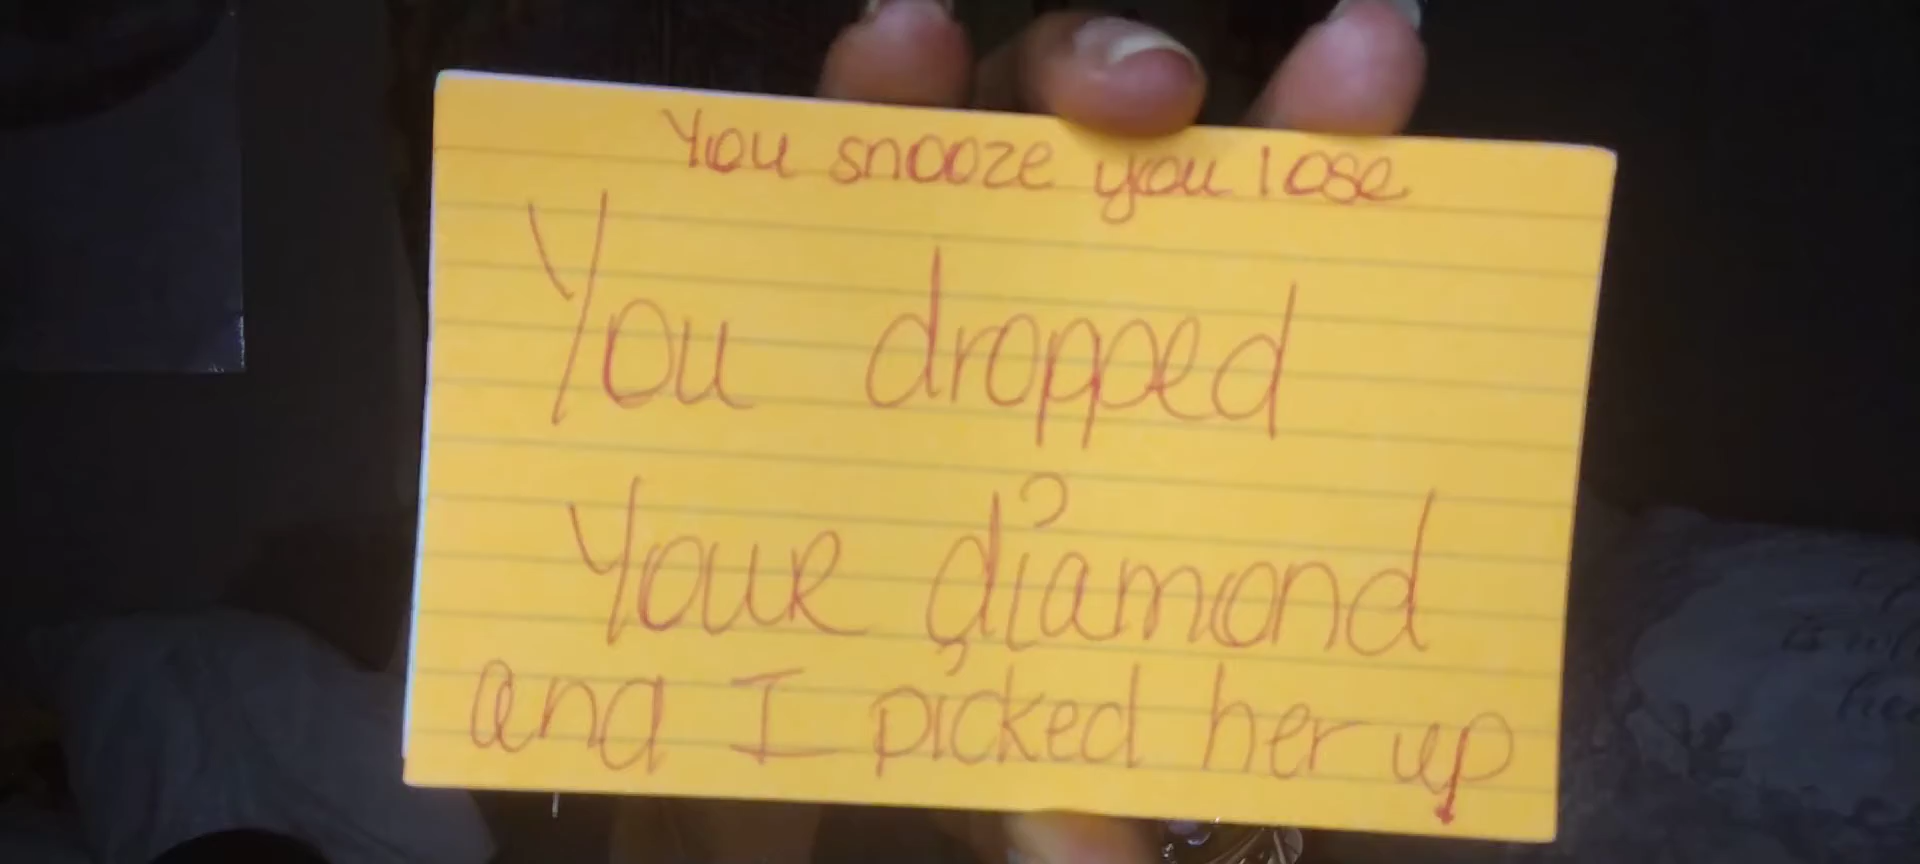 You snooze you lose
You dropped
Your diamond
and I picked her up